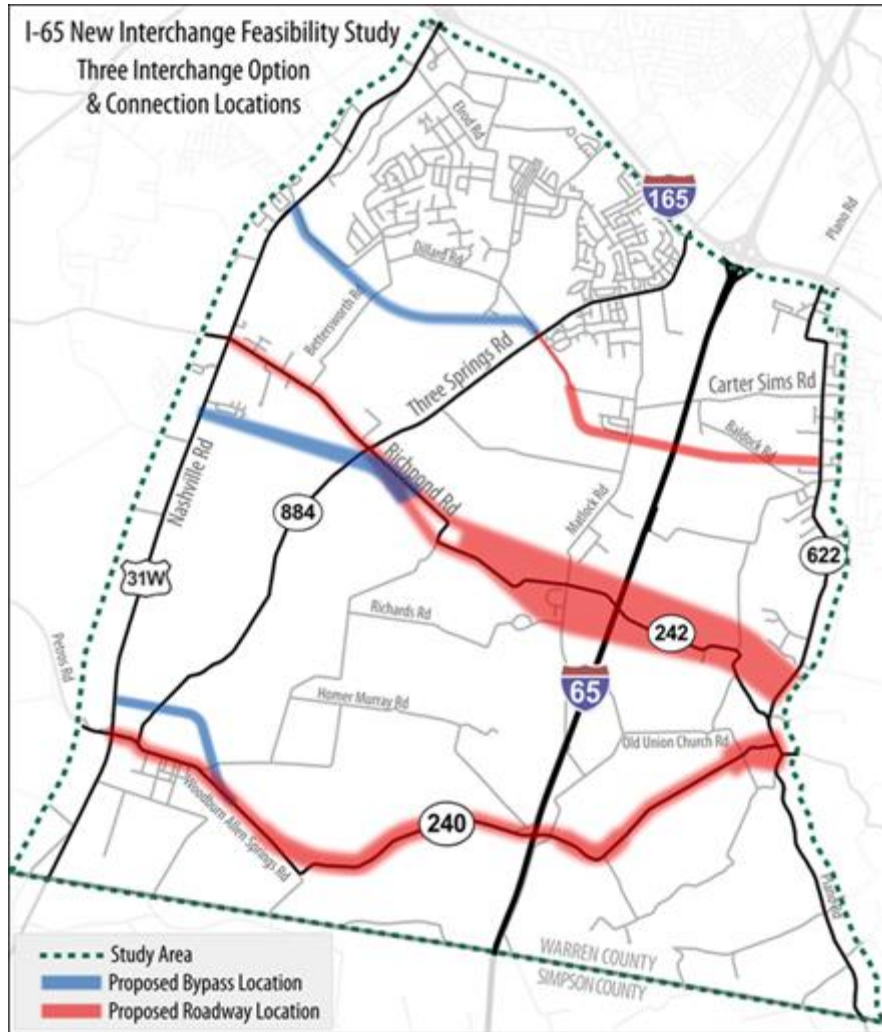 I-65 New Interchange Feasibility Study
Three Interchange Option
& Connection Locations
Elrod Rd
165
Plano Rd
Dillard Rd
Bettersworth Rd
Three Springs Rd
Carter Sims Rd
Baldock Rd
Nashville Rd
Richmond Rd
884
Matlock Rd
622
31W
Richards Rd
242
Petros Rd
65
Homer Murray Rd
Old Union Church Rd
Woodburn Allen Springs Rd
240
Plano Rd
WARREN COUNTY
SIMPSON COUNTY
Study Area
Proposed Bypass Location
Proposed Roadway Location